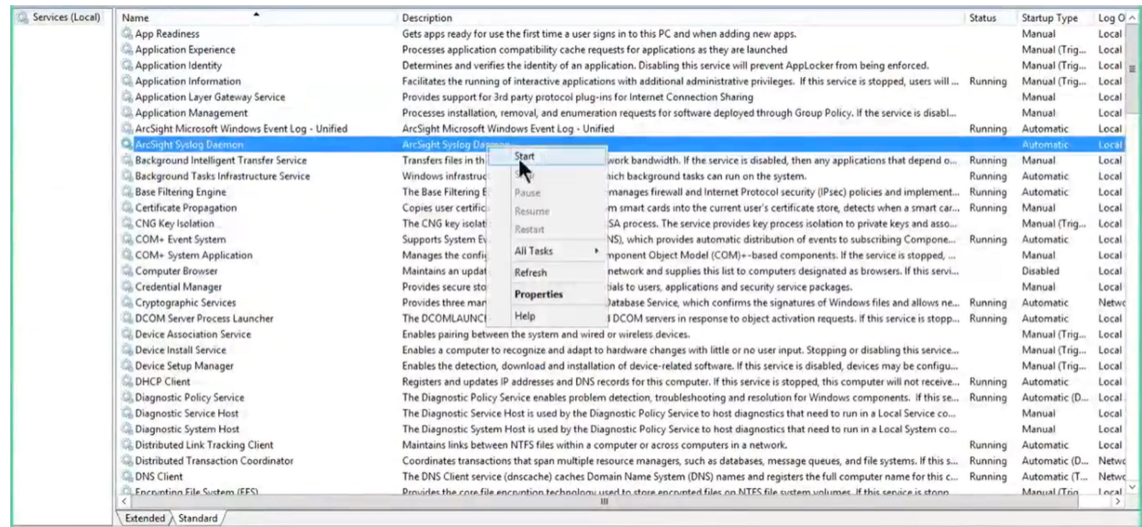 Services (Local)
Name Description Status Startup Type Log O
App Readiness Gets apps ready for use the first time a user signs in to this PC and when adding new apps. Manual Local
Application Experience Processes application compatibility cache requests for applications as they are launched Manual (Trig... Local
Application Identity Determines and verifies the identity of an application. Disabling this service will prevent AppLocker from being enforced. Manual (Trig... Local
Application Information Facilitates the running of interactive applications with additional administrative privileges. If this service is stopped, users will ... Running Manual (Trig... Local
Application Layer Gateway Service Provides support for 3rd party protocol plug-ins for Internet Connection Sharing Manual Local
Application Management Processes installation, removal, and enumeration requests for software deployed through Group Policy. If the service is disabl... Manual Local
ArcSight Microsoft Windows Event Log - Unified ArcSight Microsoft Windows Event Log - Unified Running Automatic Local
ArcSight Syslog Daemon ArcSight Syslog Automatic Local
Background Intelligent Transfer Service Transfers files in th work bandwidth. If the service is disabled, then any applications that depend o... Running Manual Local
Background Tasks Infrastructure Service Windows infrastruc hich background tasks can run on the system. Running Automatic Local
Base Filtering Engine The Base Filtering E manages firewall and Internet Protocol security (IPsec) policies and implement... Running Automatic Local
Certificate Propagation Copies user certific m smart cards into the current user's certificate store, detects when a smart car... Running Manual Local
CNG Key Isolation The CNG key isolat SA process. The service provides key process isolation to private keys and asso... Manual (Trig... Local
COM+ Event System Supports System Ev NS), which provides automatic distribution of events to subscribing Compone... Running Automatic Local
COM+ System Application Manages the confi mponent Object Model (COM)+-based components. If the service is stopped, ... Manual Local
Computer Browser Maintains an updat network and supplies this list to computers designated as browsers. If this servi... Disabled Local
Credential Manager Provides secure sto ials to users, applications and security service packages. Manual Local
Cryptographic Services Provides three man Database Service, which confirms the signatures of Windows files and allows ne... Running Automatic Netwo
DCOM Server Process Launcher The DCOMLAUNC DCOM servers in response to object activation requests. If this service is stopp... Running Automatic Local
Device Association Service Enables pairing between the system and wired or wireless devices. Manual (Trig... Local
Device Install Service Enables a computer to recognize and adapt to hardware changes with little or no user input. Stopping or disabling this service... Manual (Trig... Local
Device Setup Manager Enables the detection, download and installation of device-related software. If this service is disabled, devices may be configu... Manual (Trig... Local
DHCP Client Registers and updates IP addresses and DNS records for this computer. If this service is stopped, this computer will not receive... Running Automatic Local
Diagnostic Policy Service The Diagnostic Policy Service enables problem detection, troubleshooting and resolution for Windows components. If this se... Running Automatic (D... Local
Diagnostic Service Host The Diagnostic Service Host is used by the Diagnostic Policy Service to host diagnostics that need to run in a Local Service co... Manual Local
Diagnostic System Host The Diagnostic System Host is used by the Diagnostic Policy Service to host diagnostics that need to run in a Local System co... Manual Local
Distributed Link Tracking Client Maintains links between NTFS files within a computer or across computers in a network. Running Automatic Local
Distributed Transaction Coordinator Coordinates transactions that span multiple resource managers, such as databases, message queues, and file systems. If this s... Running Automatic (D... Netwo
DNS Client The DNS Client service (dnscache) caches Domain Name System (DNS) names and registers the full computer name for this c... Running Automatic (T... Netwo
Encrypting File System (EFS) Provides the core file encryption technology used to store encrypted files on NTFS file system volumes. If this service is stopp Manual (Trig Local
Start
Pause
Resume
Restart
All Tasks
Refresh
Properties
Help
Extended Standard